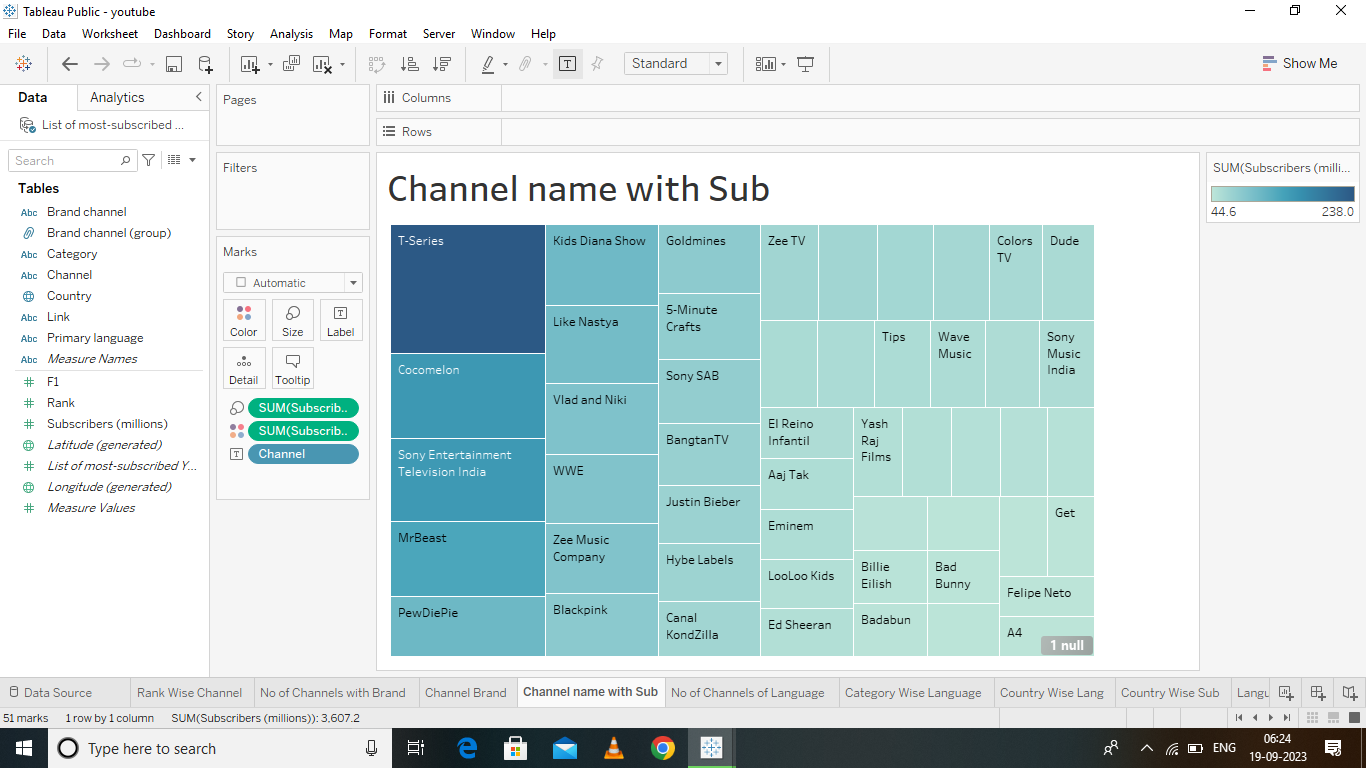 Tableau Public - youtube
File Data Worksheet Dashboard Story Analysis Map Format Server Window Help
Standard
Show Me
Data Analytics
List of most-subscribed ...
Search
Tables
Abc Brand channel
Brand channel (group)
Abc Category
Abc Channel
Country
Abc Link
Abc Primary language
Abc Measure Names
F1
Rank
Subscribers (millions)
Latitude (generated)
List of most-subscribed Y...
Longitude (generated)
Measure Values
Pages
Filters
Marks
Automatic
Color Size Label
Detail Tooltip
SUM(Subscrib..
SUM(Subscrib..
Channel
Columns
Rows
Channel name with Sub
T-Series
Cocomelon
Sony Entertainment
Television India
MrBeast
PewDiePie
Kids Diana Show
Like Nastya
Vlad and Niki
WWE
Zee Music
Company
Blackpink
Goldmines
5-Minute
Crafts
Sony SAB
BangtanTV
Justin Bieber
Hybe Labels
Canal
KondZilla
Zee TV
Colors
TV
Dude
Tips
Wave
Music
Sony
Music
India
El Reino
Infantil
Aaj Tak
Eminem
LooLoo Kids
Ed Sheeran
Yash
Raj
Films
Billie
Eilish
Bad
Bunny
Badabun
Get
Felipe Neto
A4
1 null
SUM(Subscribers (milli...
44.6 238.0
Data Source Rank Wise Channel No of Channels with Brand Channel Brand Channel name with Sub No of Channels of Language Category Wise Language Country Wise Lang Country Wise Sub Langu
51 marks 1 row by 1 column SUM(Subscribers (millions)): 3,607.2
Type here to search
ENG
06:24
19-09-2023